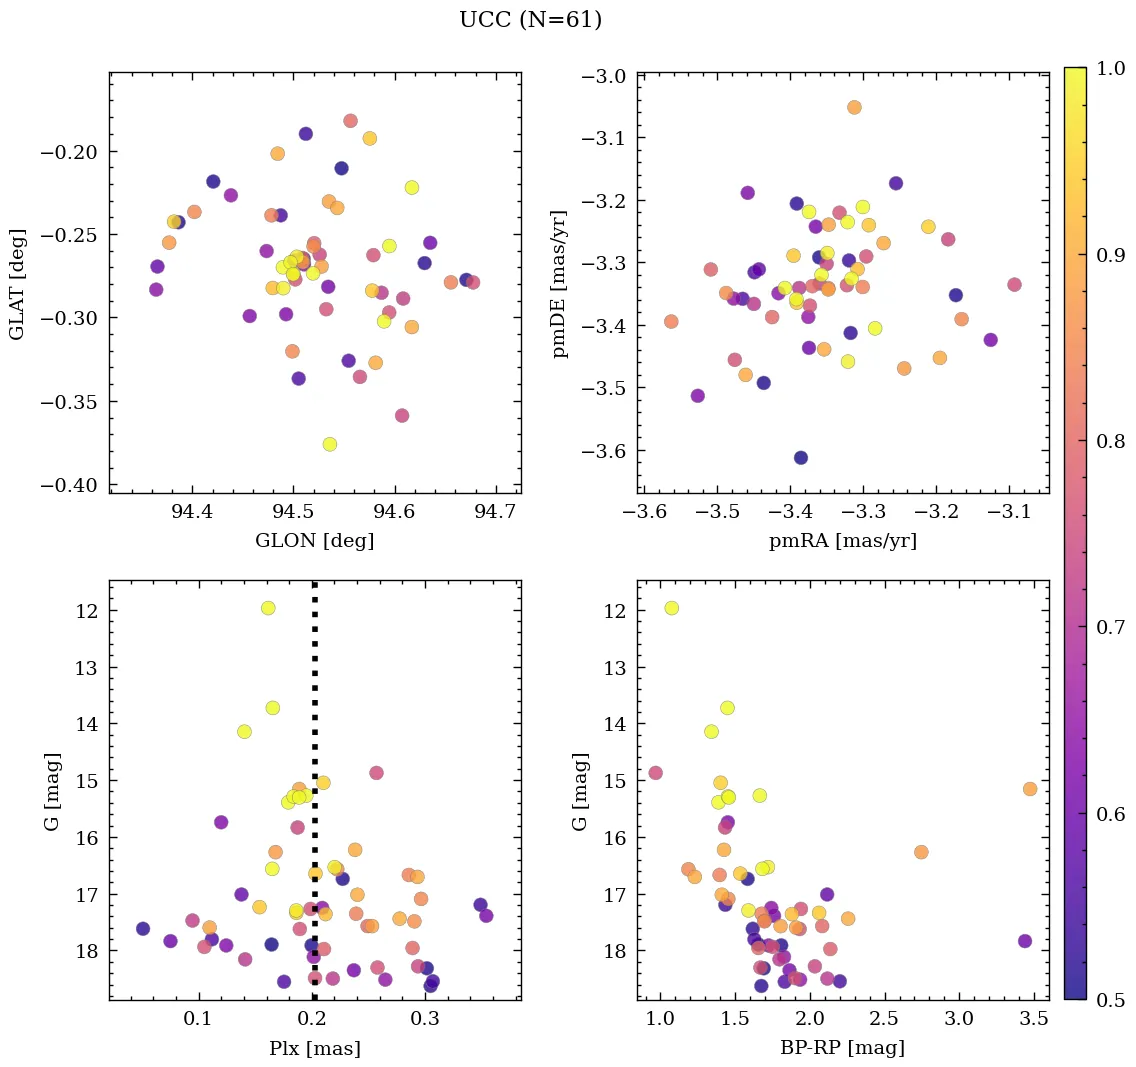 UCC (N=61)
−0.20
−0.25
−0.30
−0.35
−0.40
GLAT [deg]
94.4 94.5 94.6 94.7
GLON [deg]
−3.0
−3.1
−3.2
−3.3
−3.4
−3.5
−3.6
pmDE [mas/yr]
−3.6 −3.5 −3.4 −3.3 −3.2 −3.1
pmRA [mas/yr]
12
13
14
15
16
17
18
G [mag]
0.1 0.2 0.3
Plx [mas]
12
13
14
15
16
17
18
G [mag]
1.0 1.5 2.0 2.5 3.0 3.5
BP-RP [mag]
1.0
0.9
0.8
0.7
0.6
0.5